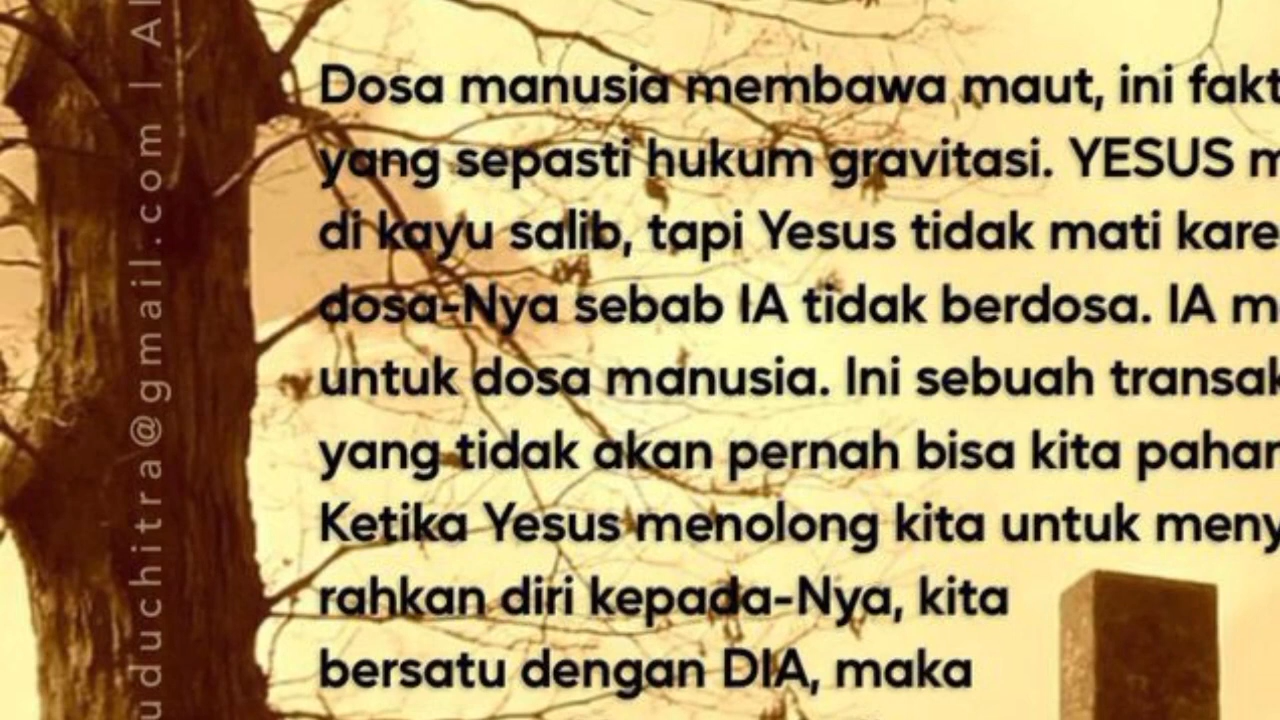 Dosa manusia membawa maut, ini fakt
yang sepasti hukum gravitasi. YESUS m
di kayu salib, tapi Yesus tidak mati kare
dosa-Nya sebab IA tidak berdosa. IA m
untuk dosa manusia. Ini sebuah transak
yang tidak akan pernah bisa kita paham
Ketika Yesus menolong kita untuk meny
rahkan diri kepada-Nya, kita
bersatu dengan DIA, maka
uduchitra@gmail.com | Al